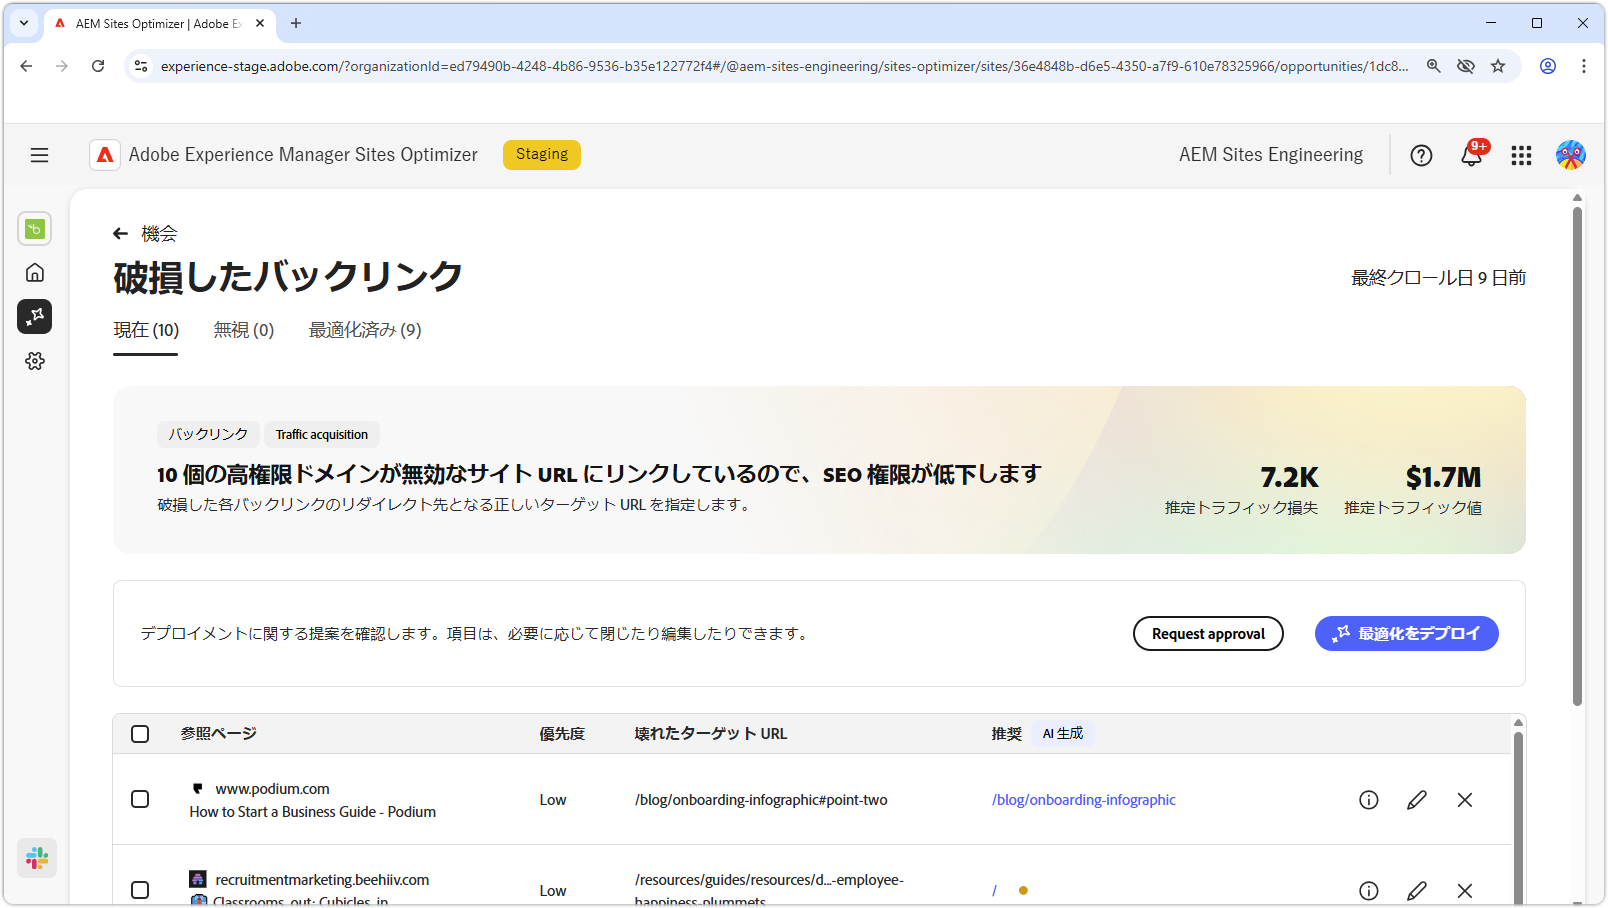 AEM Sites Optimizer | Adobe Ex
experience-stage.adobe.com/?organizationId=ed79490b-4248-4b86-9536-b35e122772f4#/@aem-sites-engineering/sites-optimizer/sites/36e4848b-d6e5-4350-a7f9-610e78325966/opportunities/1dc8...
Adobe Experience Manager Sites Optimizer
Staging
AEM Sites Engineering
9+
機会
破損したバックリンク
最終クロール日 9 日前
現在 (10)
無視 (0)
最適化済み (9)
バックリンク
Traffic acquisition
10 個の高権限ドメインが無効なサイト URL にリンクしているので、SEO 権限が低下します
破損した各バックリンクのリダイレクト先となる正しいターゲット URL を指定します。
7.2K
推定トラフィック損失
$1.7M
推定トラフィック値
デプロイメントに関する提案を確認します。項目は、必要に応じて閉じたり編集したりできます。
Request approval
最適化をデプロイ
参照ページ
優先度
壊れたターゲット URL
推奨
AI 生成
www.podium.com
How to Start a Business Guide - Podium
Low
/blog/onboarding-infographic#point-two
/blog/onboarding-infographic
recruitmentmarketing.beehiiv.com
Classrooms, out; Cubicles, in
Low
/resources/guides/resources/d...-employee-
happiness-plummets
/